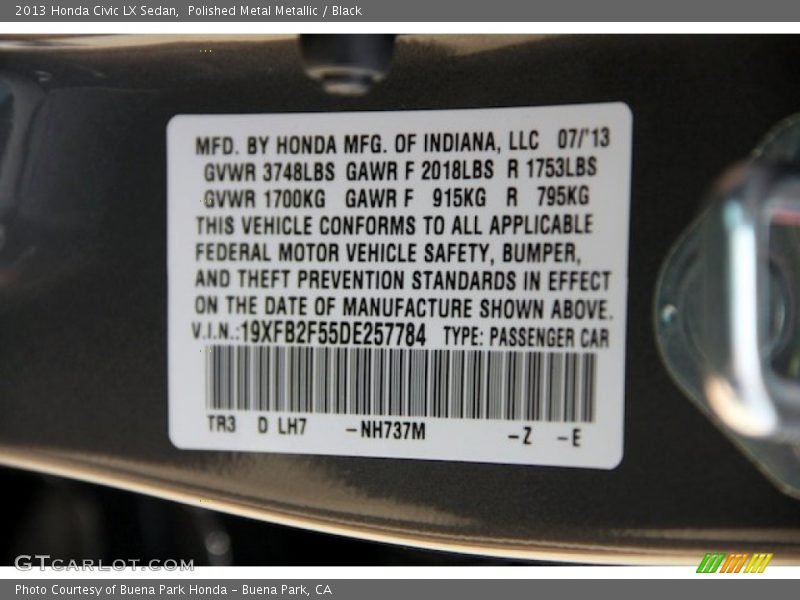 2013 Honda Civic LX Sedan, Polished Metal Metallic / Black
MFD. BY HONDA MFG. OF INDIANA, LLC 07/'13
GVWR 3748LBS GAWR F 2018LBS R 1753LBS
GVWR 1700KG GAWR F 915KG R 795KG
THIS VEHICLE CONFORMS TO ALL APPLICABLE
FEDERAL MOTOR VEHICLE SAFETY, BUMPER,
AND THEFT PREVENTION STANDARDS IN EFFECT
ON THE DATE OF MANUFACTURE SHOWN ABOVE.
V.I.N.:19XFB2F55DE257784 TYPE: PASSENGER CAR
TR3 D LH7 –NH737M –Z –E
GTCARLOT.COM
Photo Courtesy of Buena Park Honda – Buena Park, CA